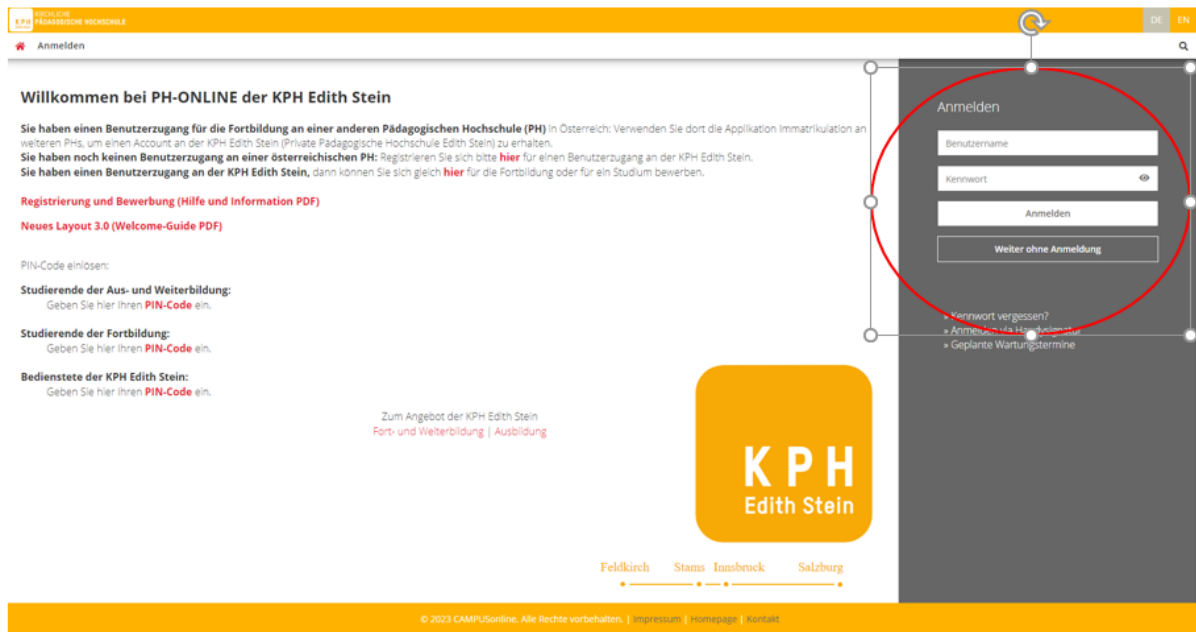 KPH
KIRCHLICHE
PÄDAGOGISCHE HOCHSCHULE
DE EN
Anmelden
Willkommen bei PH-ONLINE der KPH Edith Stein
Sie haben einen Benutzerzugang für die Fortbildung an einer anderen Pädagogischen Hochschule (PH) in Österreich: Verwenden Sie dort die Applikation Immatrikulation an
weiteren PHs, um einen Account an der KPH Edith Stein (Private Pädagogische Hochschule Edith Stein) zu erhalten.
Sie haben noch keinen Benutzerzugang an einer österreichischen PH: Registrieren Sie sich bitte hier für einen Benutzerzugang an der KPH Edith Stein.
Sie haben einen Benutzerzugang an der KPH Edith Stein, dann können Sie sich gleich hier für die Fortbildung oder für ein Studium bewerben.
Registrierung und Bewerbung (Hilfe und Information PDF)
Neues Layout 3.0 (Welcome-Guide PDF)
PIN-Code einlösen:
Studierende der Aus- und Weiterbildung:
Geben Sie hier Ihren PIN-Code ein.
Studierende der Fortbildung:
Geben Sie hier Ihren PIN-Code ein.
Bedienstete der KPH Edith Stein:
Geben Sie hier Ihren PIN-Code ein.
Zum Angebot der KPH Edith Stein
Fort- und Weiterbildung | Ausbildung
KPH
Edith Stein
Feldkirch Stams Innsbruck Salzburg
Anmelden
Benutzername
Kennwort
Anmelden
Weiter ohne Anmeldung
» Kennwort vergessen?
» Anmelden via Handysignatur
» Geplante Wartungstermine
© 2023 CAMPUSonline. Alle Rechte vorbehalten. | Impressum | Homepage | Kontakt